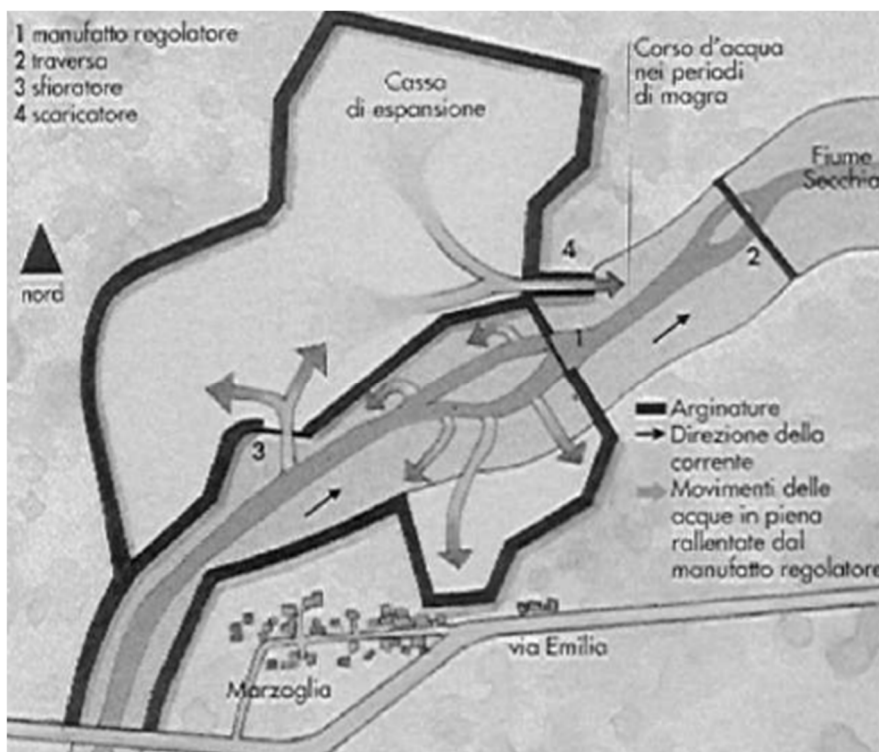 1 manufatto regolatore
2 traversa
3 sfioratore
4 scaricatore
Cassa
di espansione
Corso d'acqua
nei periodi
di magra
Fiume
Secchia
nord
4
2
1
3
Arginature
Direzione della
corrente
Movimenti delle
acque in piena
rallentate dal
manufatto regolatore
via Emilia
Marzaglia